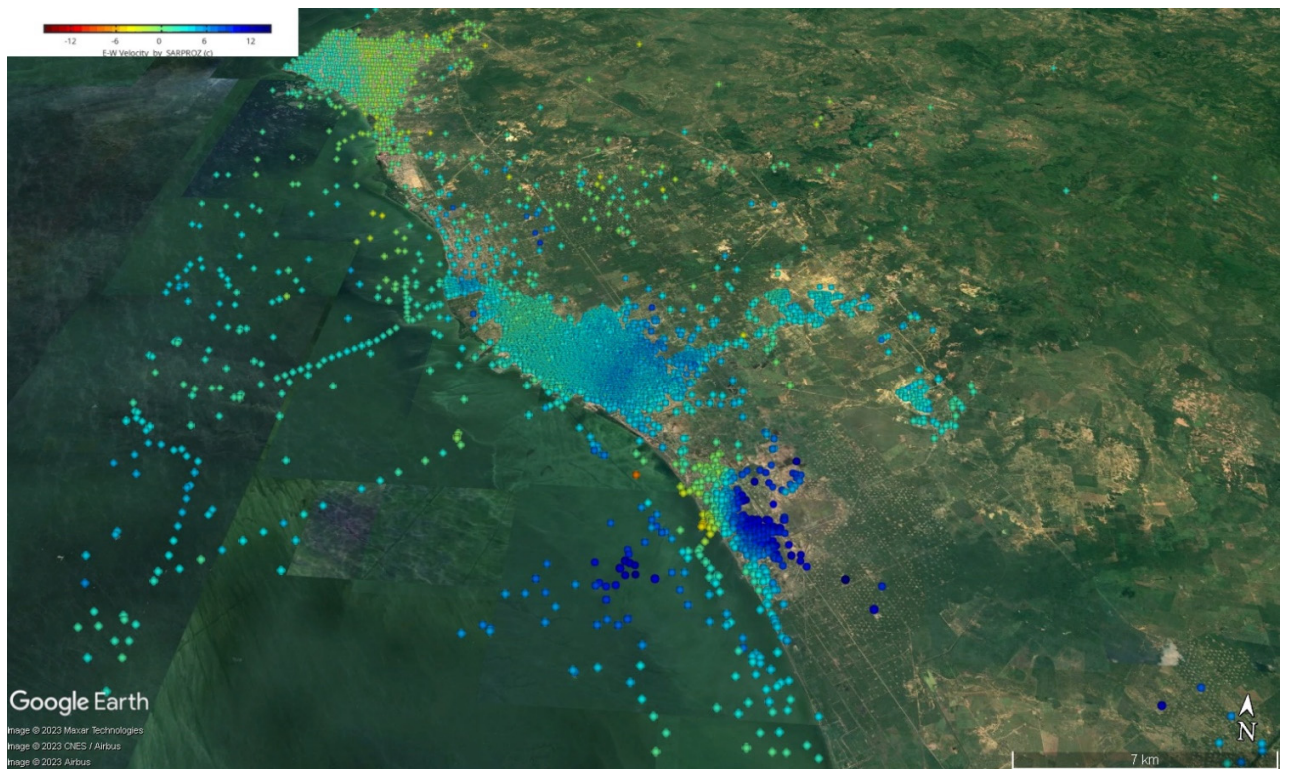 -12 -6 0 6 12
E-W Velocity by SARPROZ (c)
Google Earth
Image © 2023 Maxar Technologies
Image © 2023 CNES / Airbus
Image © 2023 Airbus
N
7 km